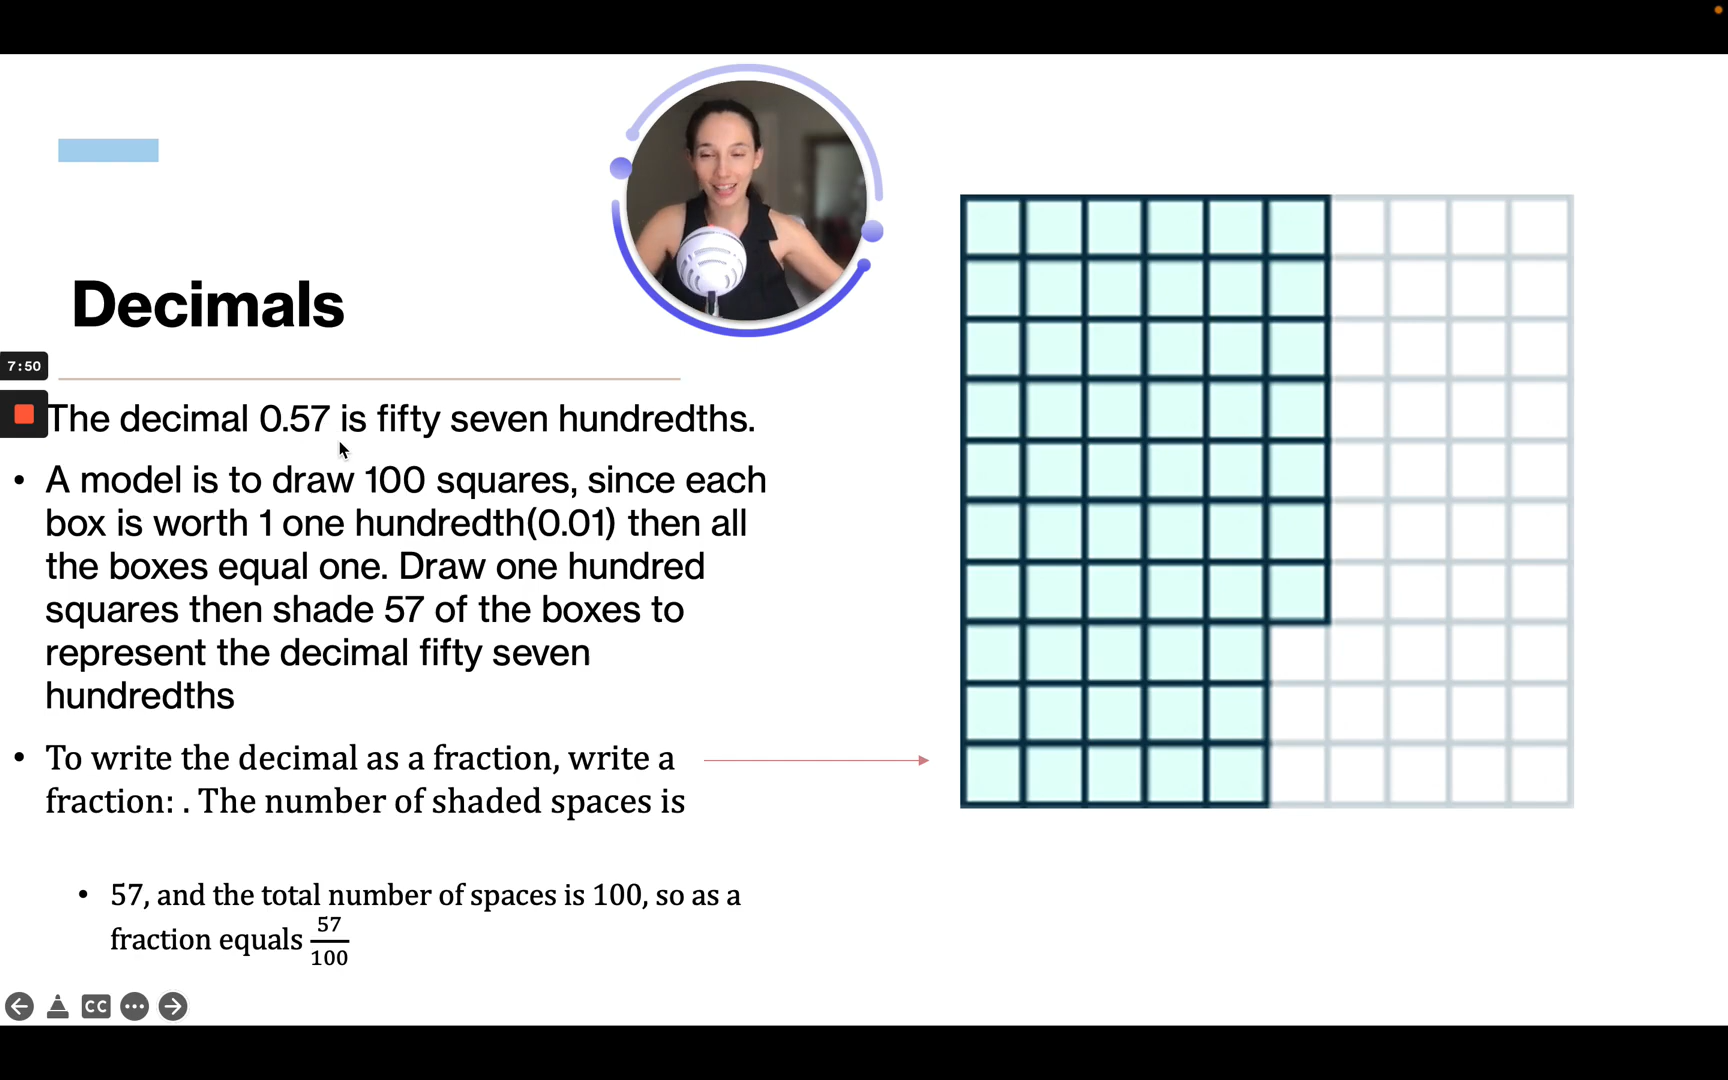 Decimals
7:50
The decimal 0.57 is fifty seven hundredths.
• A model is to draw 100 squares, since each
box is worth 1 one hundredth(0.01) then all
the boxes equal one. Draw one hundred
squares then shade 57 of the boxes to
represent the decimal fifty seven
hundredths
• To write the decimal as a fraction, write a
fraction: . The number of shaded spaces is
• 57, and the total number of spaces is 100, so as a
fraction equals 57/100
CC